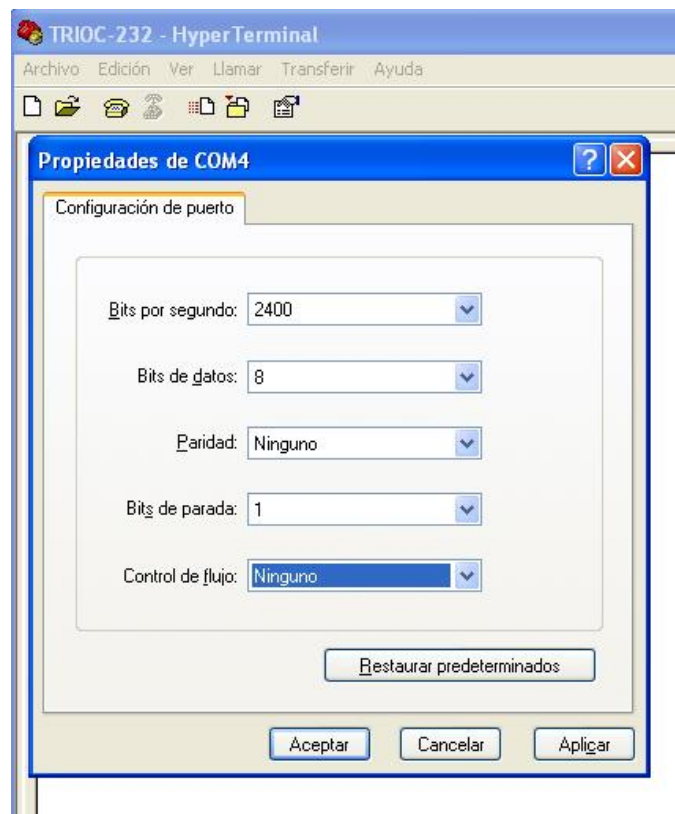 TRIOC-232 - HyperTerminal
Archivo Edición Ver Llamar Transferir Ayuda
Propiedades de COM4
Configuración de puerto
Bits por segundo: 2400
Bits de datos: 8
Paridad: Ninguno
Bits de parada: 1
Control de flujo: Ninguno
Restaurar predeterminados
Aceptar Cancelar Aplicar